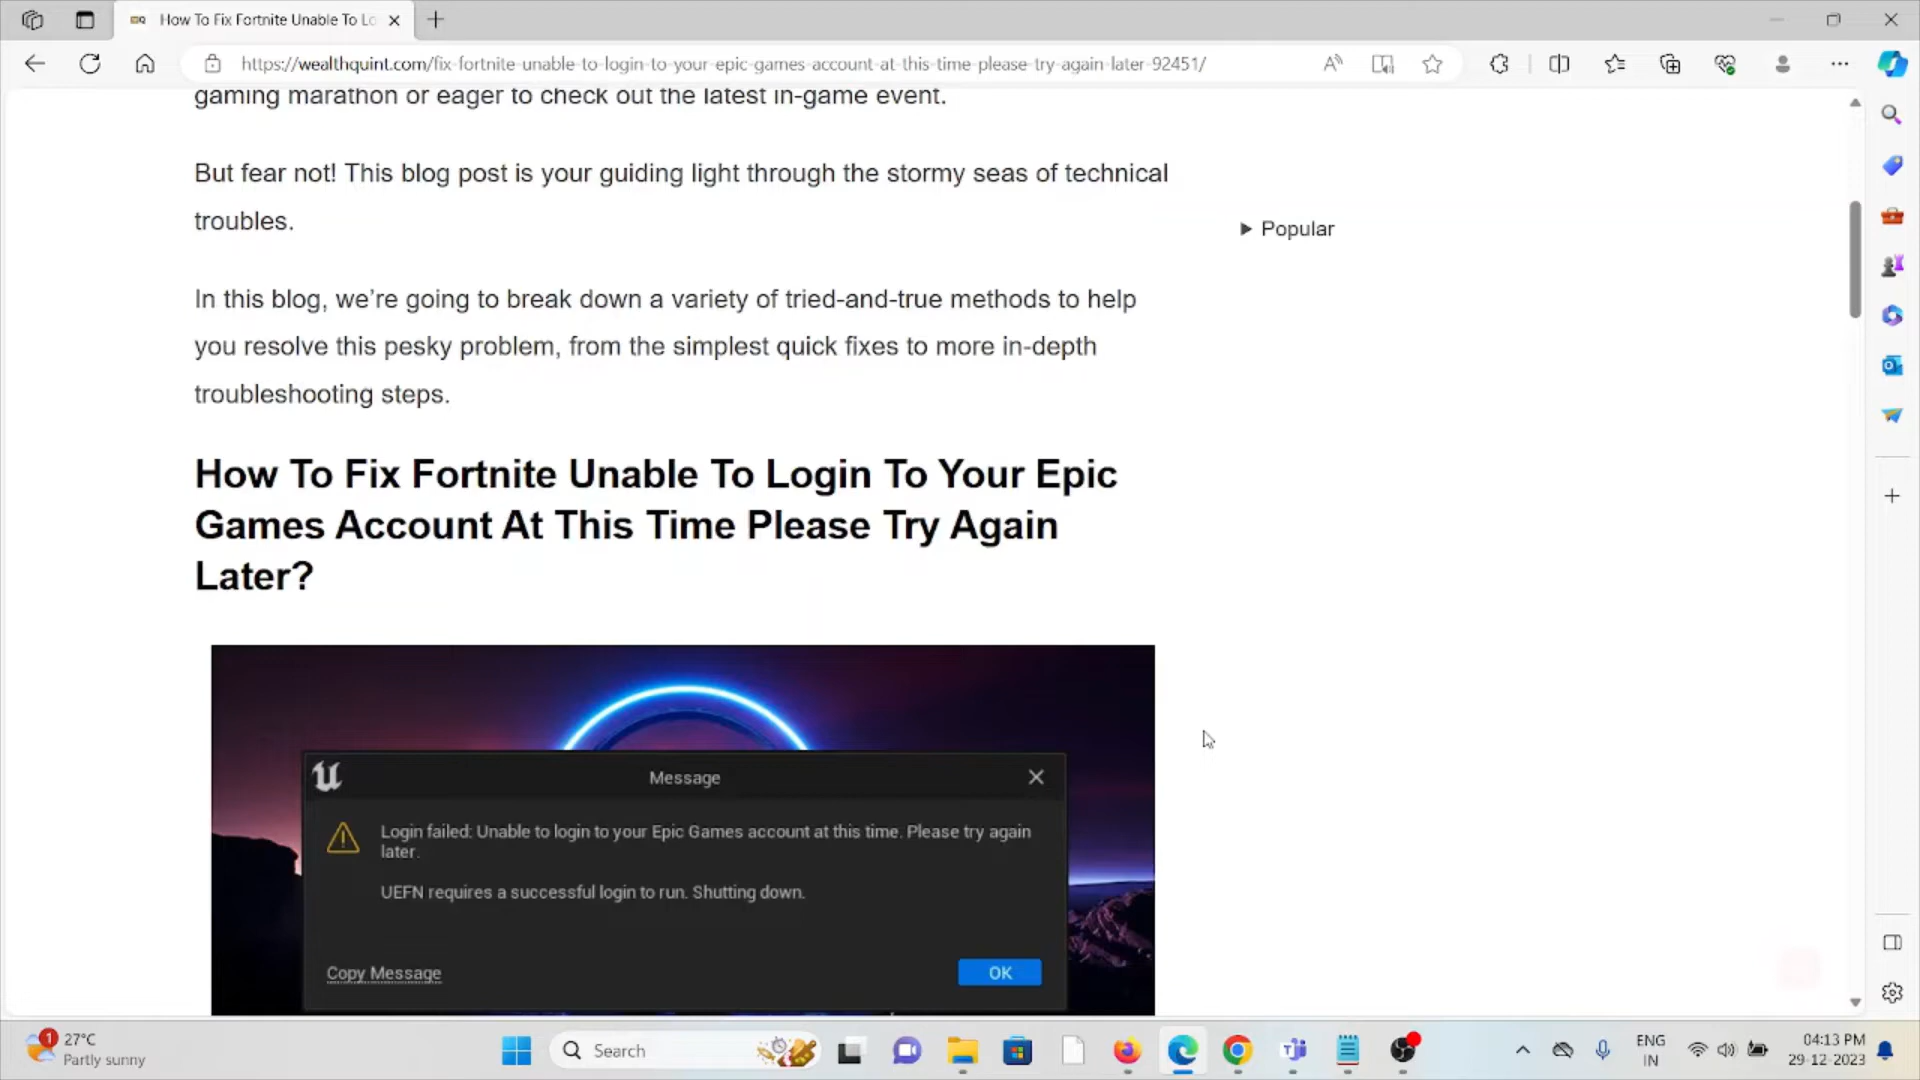 How To Fix Fortnite Unable To Lo
https://wealthquint.com/fix-fortnite-unable-to-login-to-your-epic-games-account-at-this-time-please-try-again-later-92451/
gaming marathon or eager to check out the latest in-game event.
But fear not! This blog post is your guiding light through the stormy seas of technical
troubles.
Popular
In this blog, we're going to break down a variety of tried-and-true methods to help
you resolve this pesky problem, from the simplest quick fixes to more in-depth
troubleshooting steps.
How To Fix Fortnite Unable To Login To Your Epic
Games Account At This Time Please Try Again
Later?
Message
Login failed: Unable to login to your Epic Games account at this time. Please try again
later.
UEFN requires a successful login to run. Shutting down.
Copy Message
OK
1
27°C
Partly sunny
Search
ENG
IN
04:13 PM
29-12-2023